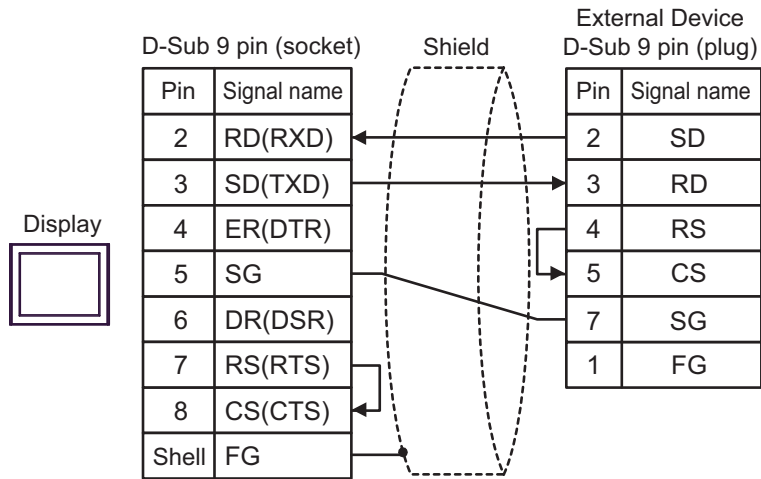 External Device
D-Sub 9 pin (socket) Shield D-Sub 9 pin (plug)
Pin Signal name Pin Signal name
2 RD(RXD) 2 SD
3 SD(TXD) 3 RD
Display 4 ER(DTR) 4 RS
5 SG 5 CS
6 DR(DSR) 7 SG
7 RS(RTS) 1 FG
8 CS(CTS)
Shell FG